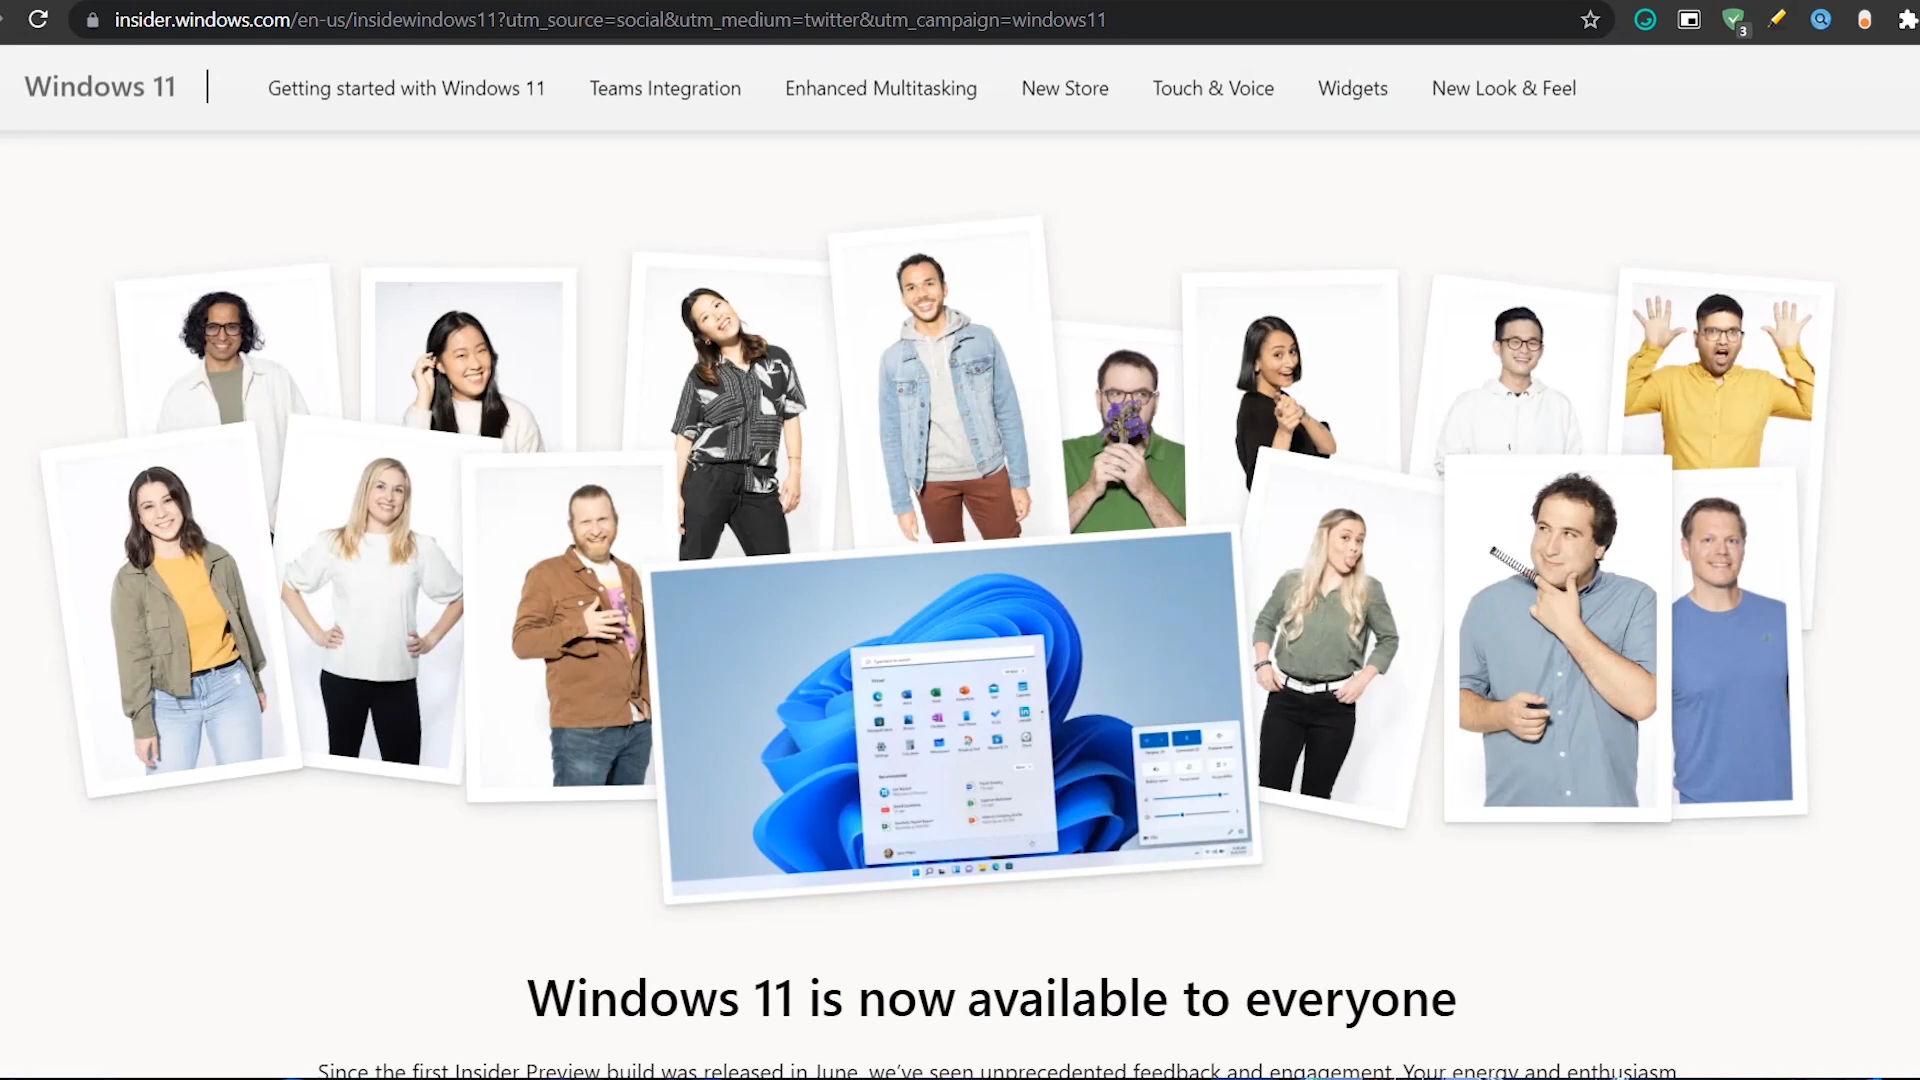 insider.windows.com/en-us/insidewindows11?utm_source=social&utm_medium=twitter&utm_campaign=windows11
3
Windows 11
Getting started with Windows 11
Teams Integration
Enhanced Multitasking
New Store
Touch & Voice
Widgets
New Look & Feel
Windows 11 is now available to everyone
Since the first Insider Preview build was released in June, we've seen unprecedented feedback and engagement. Your energy and enthusiasm